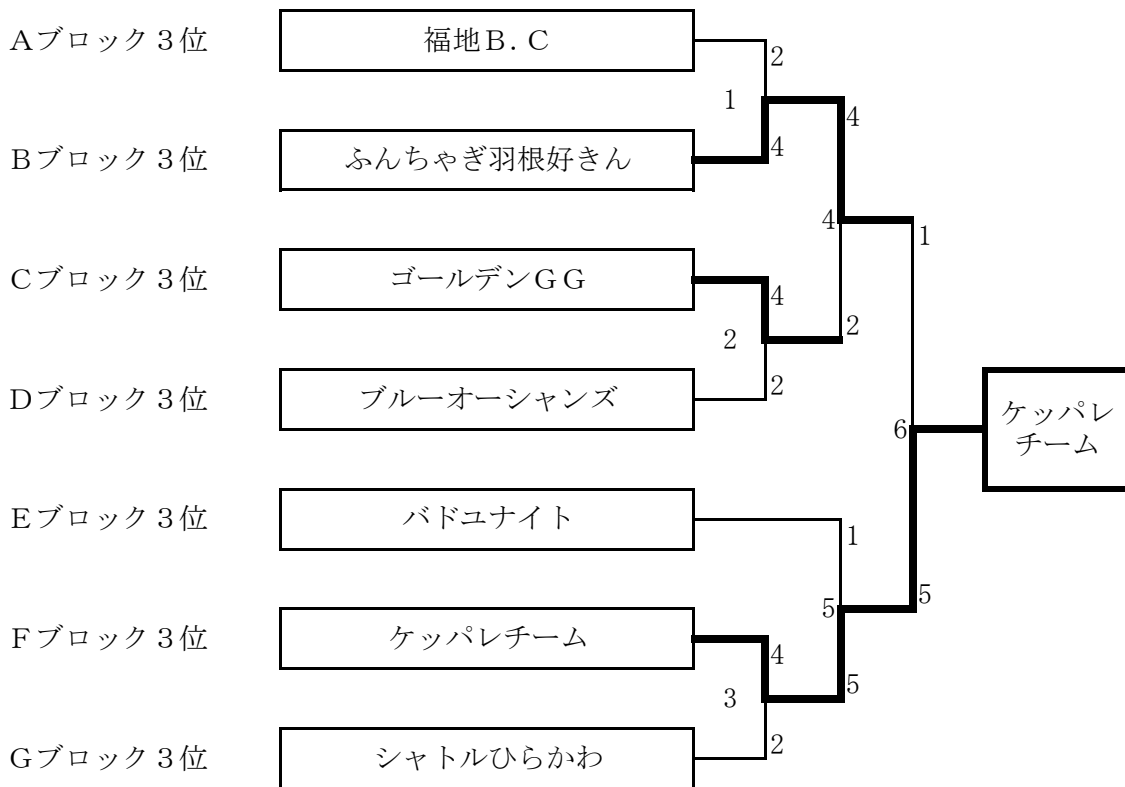 Ａブロック３位 福地Ｂ.Ｃ
2
1 4
Ｂブロック３位 ふんちゃぎ羽根好きん 4
4 1
Ｃブロック３位 ゴールデンＧＧ 4
2 2
Ｄブロック３位 ブルーオーシャンズ 2
ケッパレ
チーム
6
Ｅブロック３位 バドユナイト 1
5 5
Ｆブロック３位 ケッパレチーム 4
3 5
Ｇブロック３位 シャトルひらかわ 2